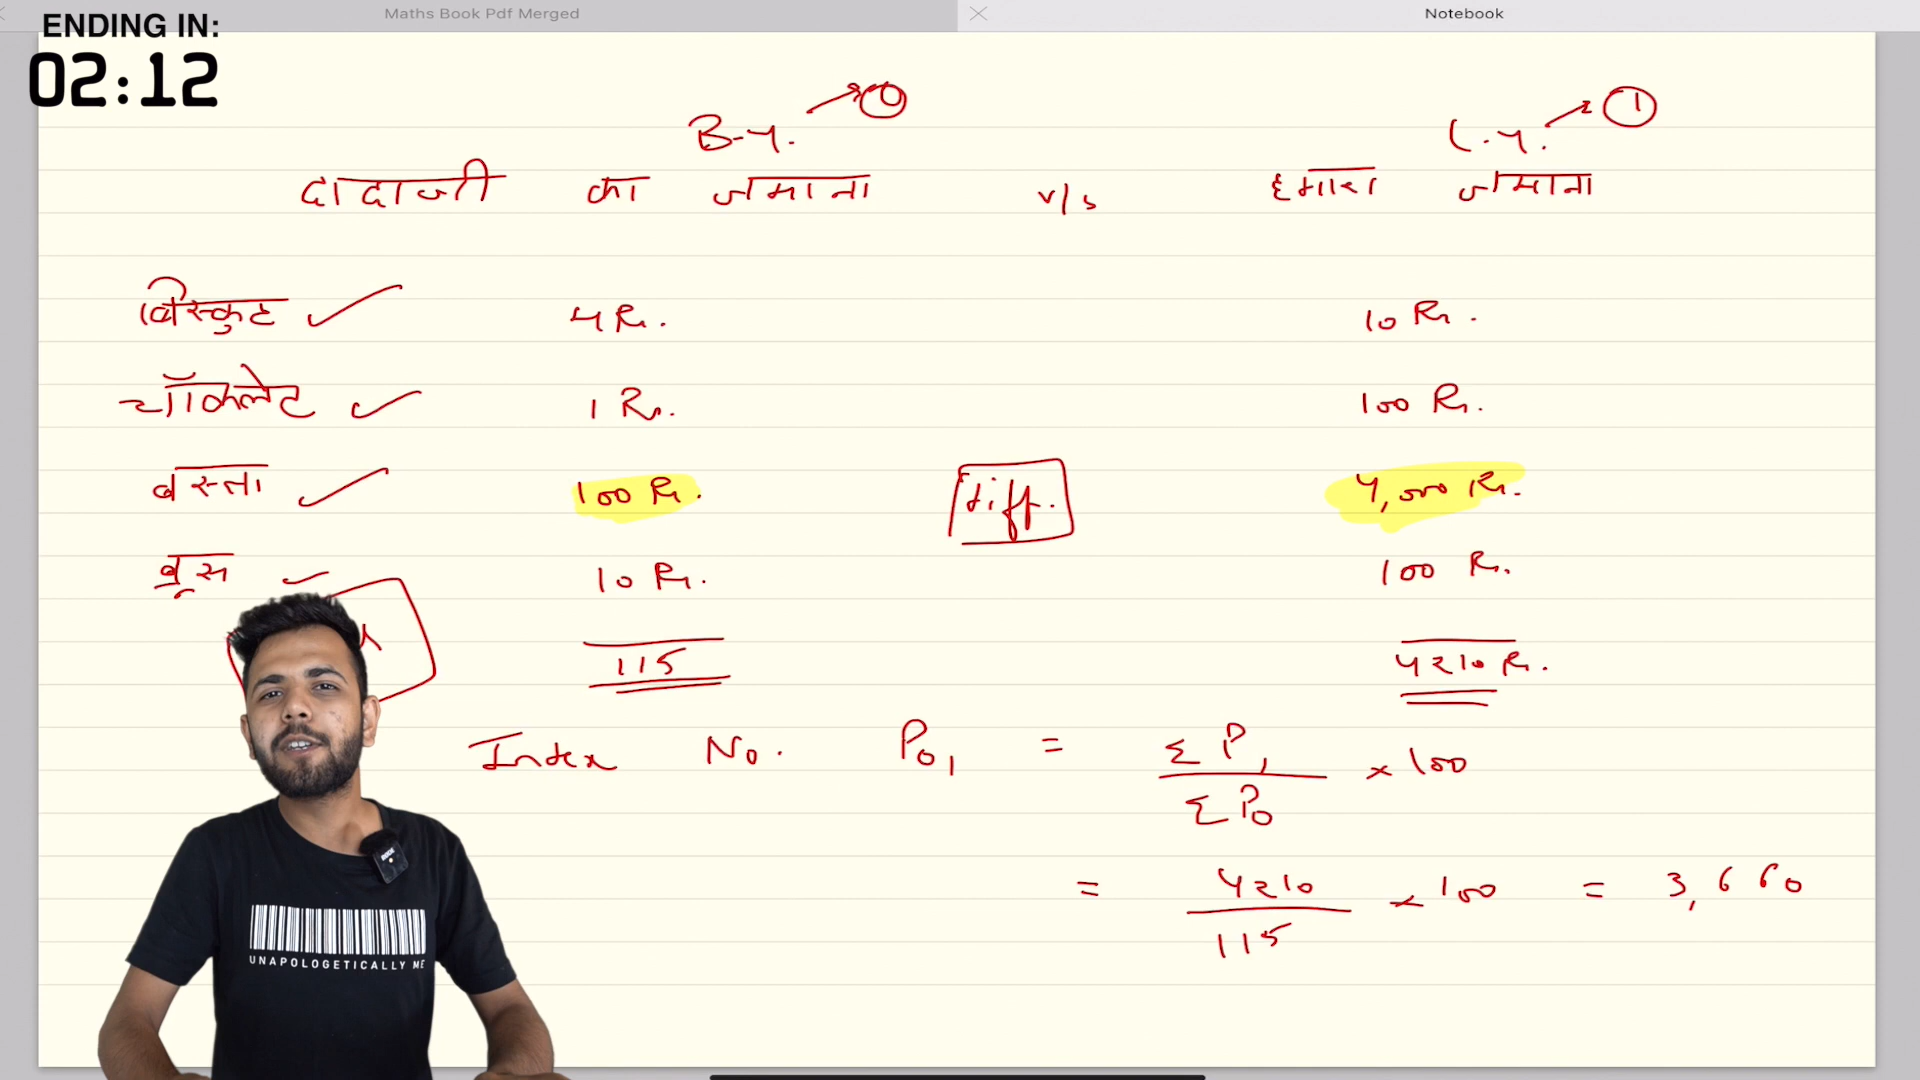 Maths Book Pdf Merged
Notebook
ENDING IN:
02:12
B.Y. → 0
C.Y. → 1
दादाजी का जमाना v/s हमारा जमाना
बिस्कुट ✓ 4 Rs. 10 Rs.
चॉकलेट ✓ 1 Rs. 100 Rs.
बस्ता ✓ 100 Rs. diff. 4,000 Rs.
बूस ✓ 10 Rs. 100 Rs.
115 4210 Rs.
Index No. P01 = ΣP1 / ΣP0 × 100
= 4210 / 115 × 100 = 3,660
UNAPOLOGETICALLY ME